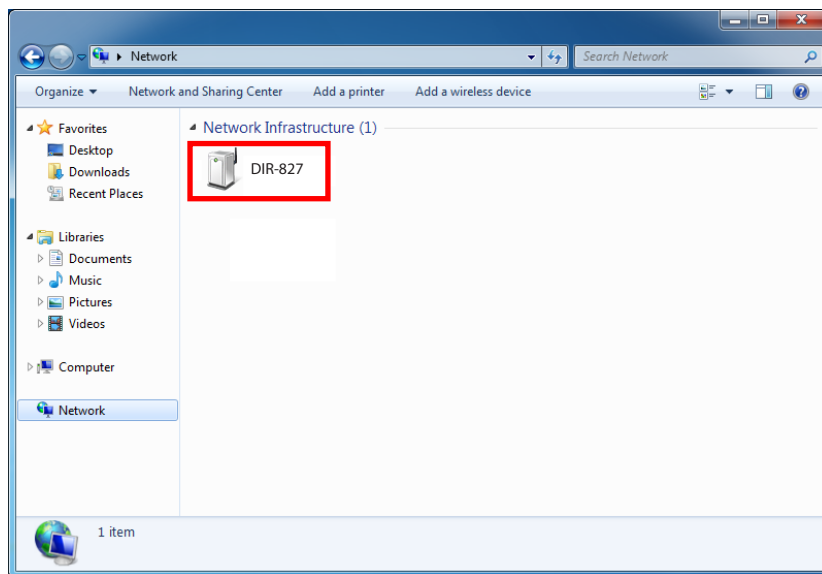 Network
Search Network
Organize Network and Sharing Center Add a printer Add a wireless device
Favorites
Desktop
Downloads
Recent Places
Libraries
Documents
Music
Pictures
Videos
Computer
Network
Network Infrastructure (1)
DIR-827
1 item